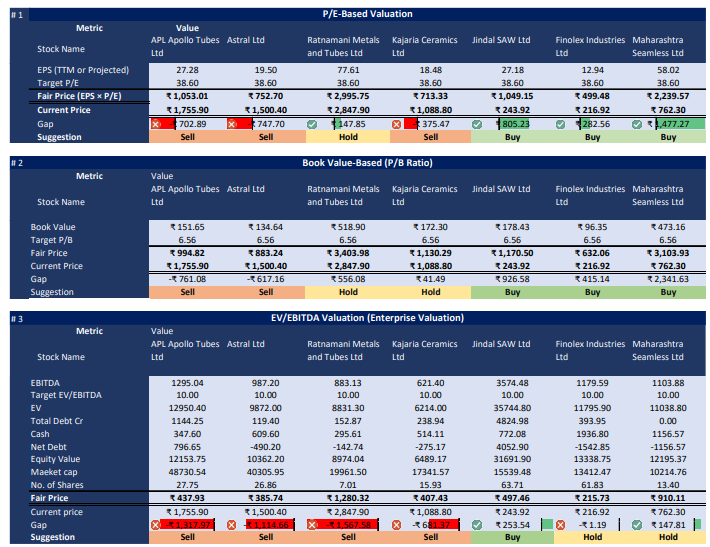 # 1 P/E-Based Valuation
Metric Value
Stock Name APL Apollo Tubes Ltd Astral Ltd Ratnamani Metals and Tubes Ltd Kajaria Ceramics Ltd Jindal SAW Ltd Finolex Industries Ltd Maharashtra Seamless Ltd
EPS (TTM or Projected) 27.28 19.50 77.61 18.48 27.18 12.94 58.02
Target P/E 38.60 38.60 38.60 38.60 38.60 38.60 38.60
Fair Price (EPS × P/E) ₹ 1,053.01 ₹ 752.70 ₹ 2,995.75 ₹ 713.33 ₹ 1,049.15 ₹ 499.48 ₹ 2,239.57
Current Price ₹ 1,755.90 ₹ 1,500.40 ₹ 2,847.90 ₹ 1,088.80 ₹ 243.92 ₹ 216.92 ₹ 762.30
Gap -₹ 702.89 -₹ 747.70 ₹ 147.85 -₹ 375.47 ₹ 805.23 ₹ 282.56 ₹ 1,477.27
Suggestion Sell Sell Hold Sell Buy Buy Buy
# 2 Book Value-Based (P/B Ratio)
Metric Value
Stock Name APL Apollo Tubes Ltd Astral Ltd Ratnamani Metals and Tubes Ltd Kajaria Ceramics Ltd Jindal SAW Ltd Finolex Industries Ltd Maharashtra Seamless Ltd
Book Value ₹ 151.65 ₹ 134.64 ₹ 518.90 ₹ 172.30 ₹ 178.43 ₹ 96.35 ₹ 473.16
Target P/B 6.56 6.56 6.56 6.56 6.56 6.56 6.56
Fair Price ₹ 994.82 ₹ 883.24 ₹ 3,403.98 ₹ 1,130.29 ₹ 1,170.50 ₹ 632.06 ₹ 3,103.93
Current Price ₹ 1,755.90 ₹ 1,500.40 ₹ 2,847.90 ₹ 1,088.80 ₹ 243.92 ₹ 216.92 ₹ 762.30
Gap -₹ 761.08 -₹ 617.16 ₹ 556.08 ₹ 41.49 ₹ 926.58 ₹ 415.14 ₹ 2,341.63
Suggestion Sell Sell Hold Hold Buy Buy Buy
# 3 EV/EBITDA Valuation (Enterprise Valuation)
Metric Value
Stock Name APL Apollo Tubes Ltd Astral Ltd Ratnamani Metals and Tubes Ltd Kajaria Ceramics Ltd Jindal SAW Ltd Finolex Industries Ltd Maharashtra Seamless Ltd
EBITDA 1295.04 987.20 883.13 621.40 3574.48 1179.59 1103.88
Target EV/EBITDA 10.00 10.00 10.00 10.00 10.00 10.00 10.00
EV 12950.40 9872.00 8831.30 6214.00 35744.80 11795.90 11038.80
Total Debt Cr 1144.25 119.40 152.87 238.94 4824.98 393.95 0.00
Cash 347.60 609.60 295.61 514.11 772.08 1936.80 1156.57
Net Debt 796.65 -490.20 -142.74 -275.17 4052.90 -1542.85 -1156.57
Equity Value 12153.75 10362.20 8974.04 6489.17 31691.90 13338.75 12195.37
Maeket cap 48730.54 40305.95 19961.50 17341.57 15539.48 13412.47 10214.76
No. of Shares 27.75 26.86 7.01 15.93 63.71 61.83 13.40
Fair Price ₹ 437.93 ₹ 385.74 ₹ 1,280.32 ₹ 407.43 ₹ 497.46 ₹ 215.73 ₹ 910.11
Current price ₹ 1,755.90 ₹ 1,500.40 ₹ 2,847.90 ₹ 1,088.80 ₹ 243.92 ₹ 216.92 ₹ 762.30
Gap -₹ 1,317.97 -₹ 1,114.66 -₹ 1,567.58 -₹ 681.37 ₹ 253.54 -₹ 1.19 ₹ 147.81
Suggestion Sell Sell Sell Sell Buy Hold Hold